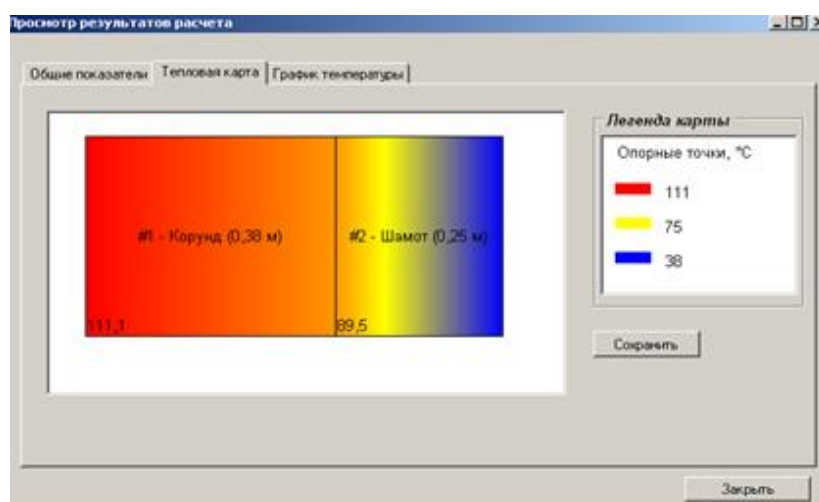 Просмотр результатов расчета
Общие показатели Тепловая карта График температуры
#1 - Корунд (0,38 м) #2 - Шамот (0,25 м)
111,1 89,5
Легенда карты
Опорные точки, °C
111
75
38
Сохранить
Закрыть